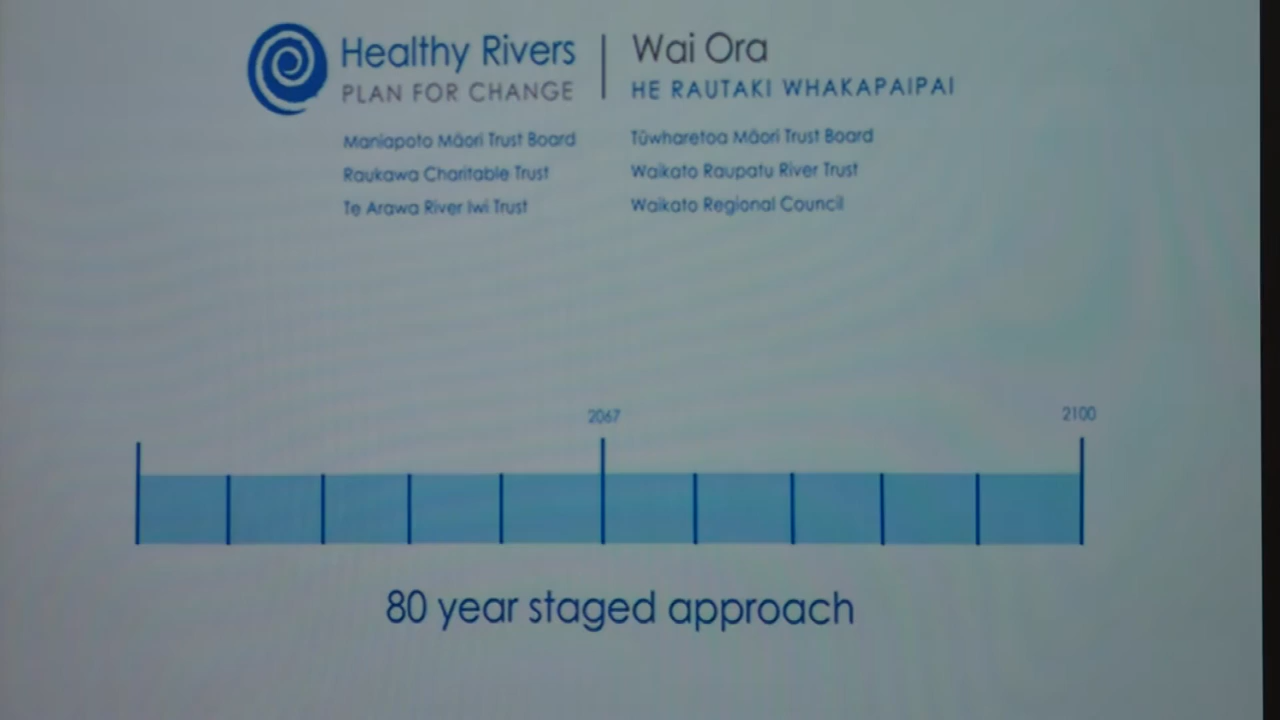 Healthy Rivers
PLAN FOR CHANGE
Wai Ora
HE RAUTAKI WHAKAPAIPAI
Maniapoto Māori Trust Board
Raukawa Charitable Trust
Te Arawa River Iwi Trust
Tūwharetoa Māori Trust Board
Waikato Raupatu River Trust
Waikato Regional Council
2067
2100
80 year staged approach